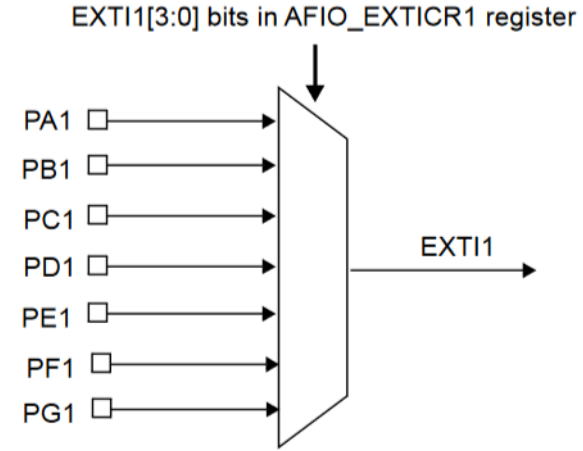 EXTI1[3:0] bits in AFIO_EXTICR1 register
PA1
PB1
PC1
PD1
EXTI1
PE1
PF1
PG1